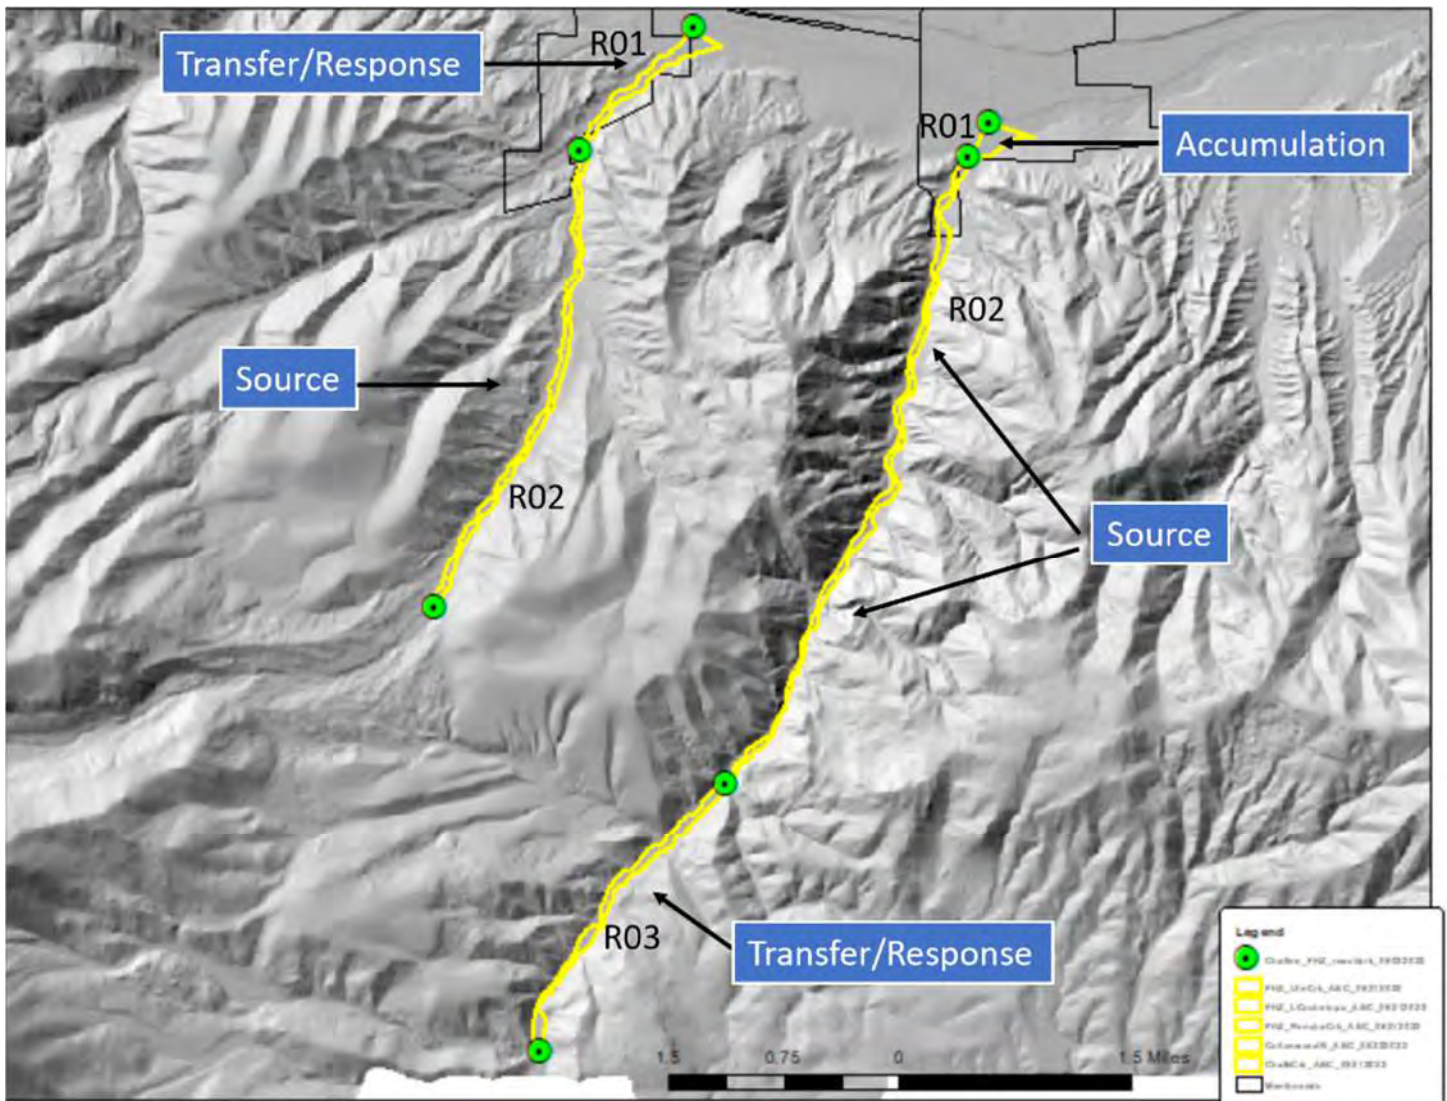 R01
Transfer/Response
R01
Accumulation
R02
Source
R02
Source
R03
Transfer/Response
Legend
1.5 0.75 0 1.5 Miles